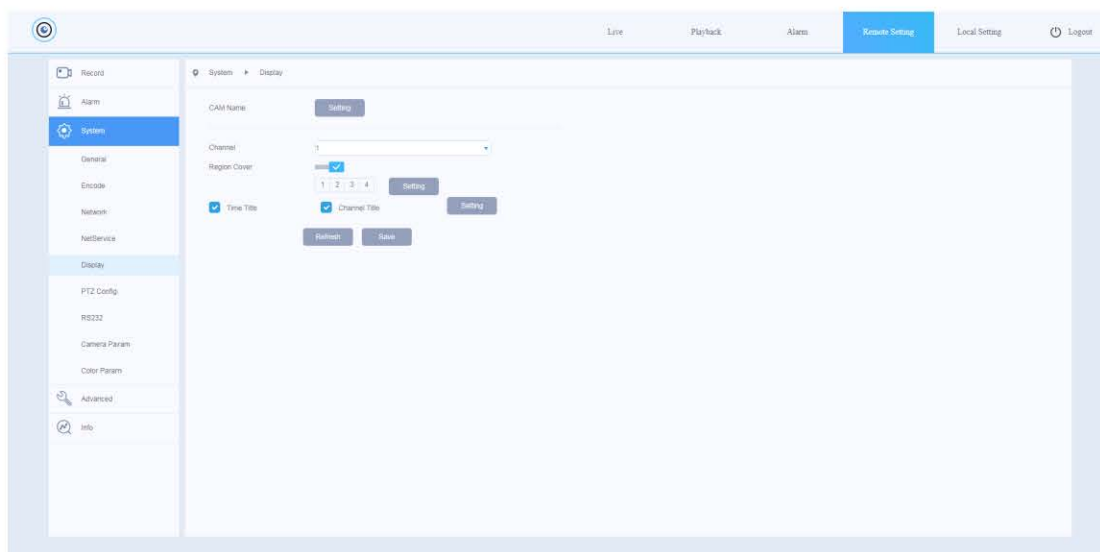 Live Playback Alarm Remote Setting Local Setting Logout
Record
Alarm
System
General
Encode
Network
NetService
Display
PTZ Config
RS232
Camera Param
Color Param
Advanced
Info
System Display
CAM Name Setting
Channel 1
Region Cover
1 2 3 4 Setting
Time Title Channel Title Setting
Refresh Save